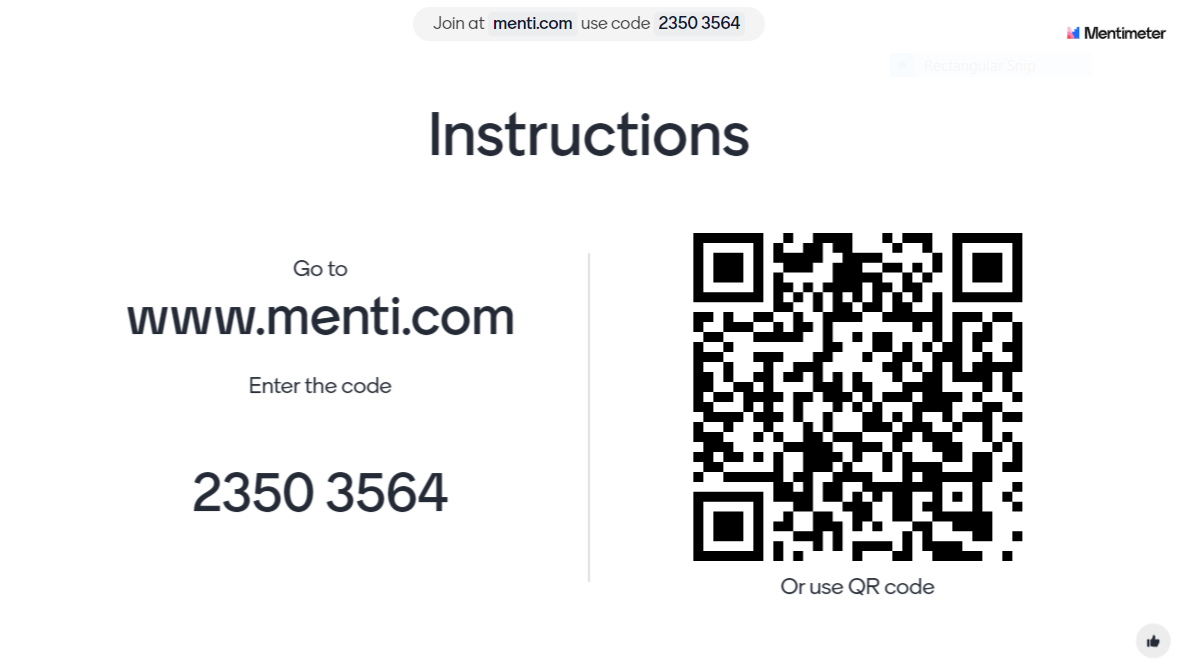 Join at menti.com use code 2350 3564
Mentimeter
Rectangular Snip
Instructions
Go to
www.menti.com
Enter the code
2350 3564
Or use QR code